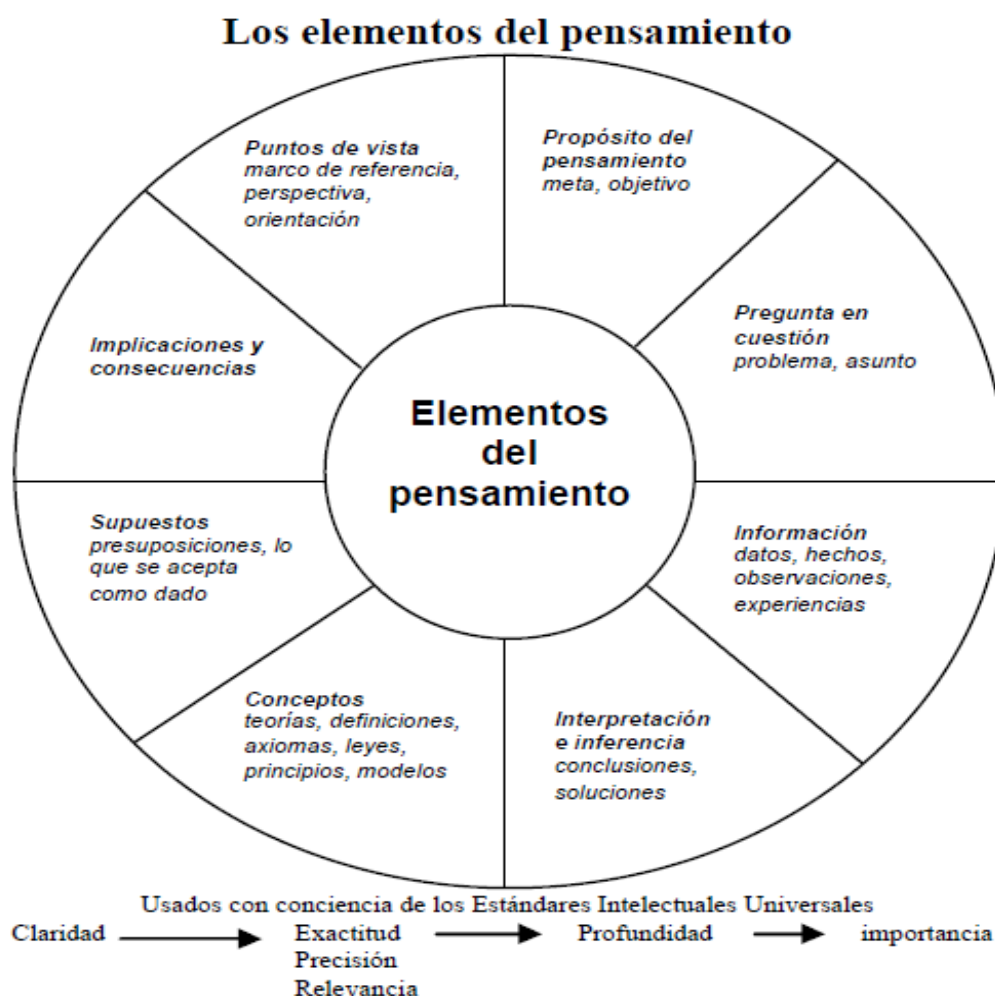 Los elementos del pensamiento
Puntos de vista
marco de referencia,
perspectiva,
orientación
Propósito del
pensamiento
meta, objetivo
Pregunta en
cuestión
problema, asunto
Implicaciones y
consecuencias
Elementos
del
pensamiento
Supuestos
presuposiciones, lo
que se acepta
como dado
Información
datos, hechos,
observaciones,
experiencias
Conceptos
teorías, definiciones,
axiomas, leyes,
principios, modelos
Interpretación
e inferencia
conclusiones,
soluciones
Usados con conciencia de los Estándares Intelectuales Universales
Claridad Exactitud Profundidad importancia
Precisión
Relevancia